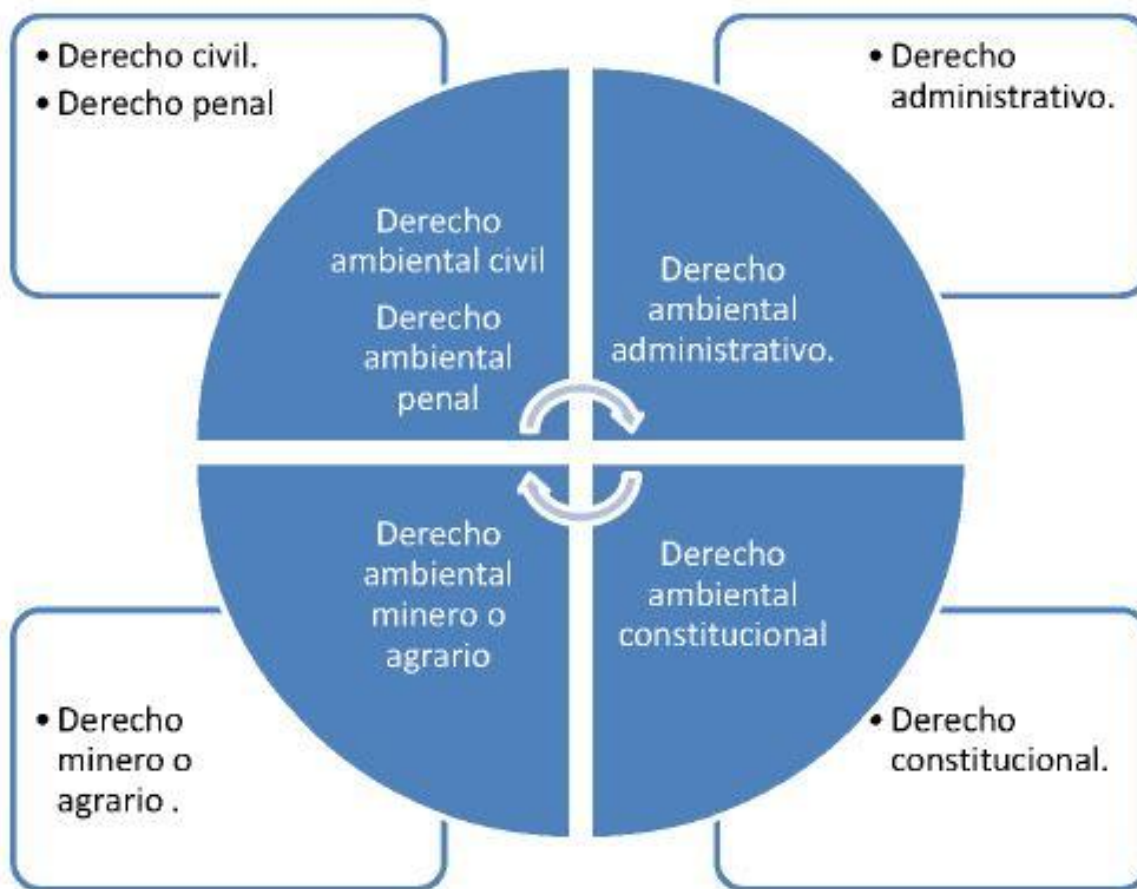 • Derecho civil.
• Derecho penal
• Derecho
administrativo.
Derecho
ambiental civil
Derecho
ambiental
penal
Derecho
ambiental
administrativo.
Derecho
ambiental
minero o
agrario
Derecho
ambiental
constitucional
• Derecho
minero o
agrario .
• Derecho
constitucional.